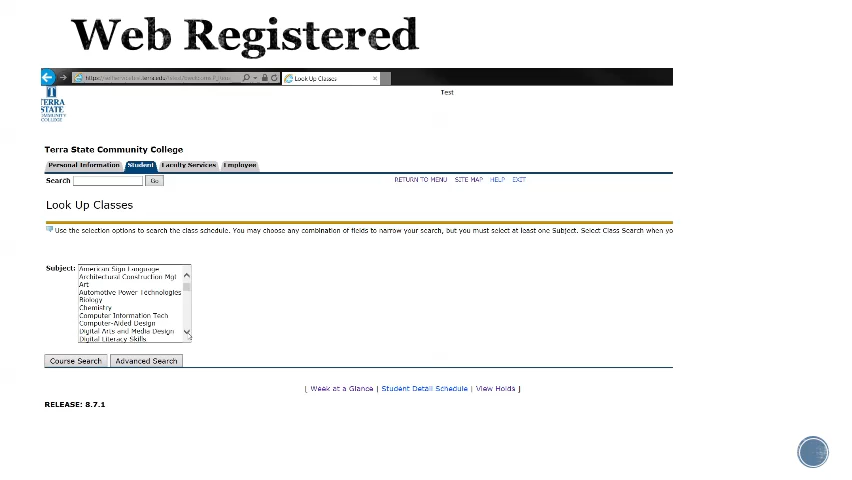 Web Registered
Look Up Classes
Test
TERRA
STATE
COMMUNITY
COLLEGE
Terra State Community College
Personal Information Student Faculty Services Employee
Search Go RETURN TO MENU SITE MAP HELP EXIT
Look Up Classes
Use the selection options to search the class schedule. You may choose any combination of fields to narrow your search, but you must select at least one Subject. Select Class Search when yo
Subject: American Sign Language
Architectural Construction Mgt
Art
Automotive Power Technologies
Biology
Chemistry
Computer Information Tech
Computer-Aided Design
Digital Arts and Media Design
Digital Literacy Skills
Course Search Advanced Search
[ Week at a Glance | Student Detail Schedule | View Holds ]
RELEASE: 8.7.1